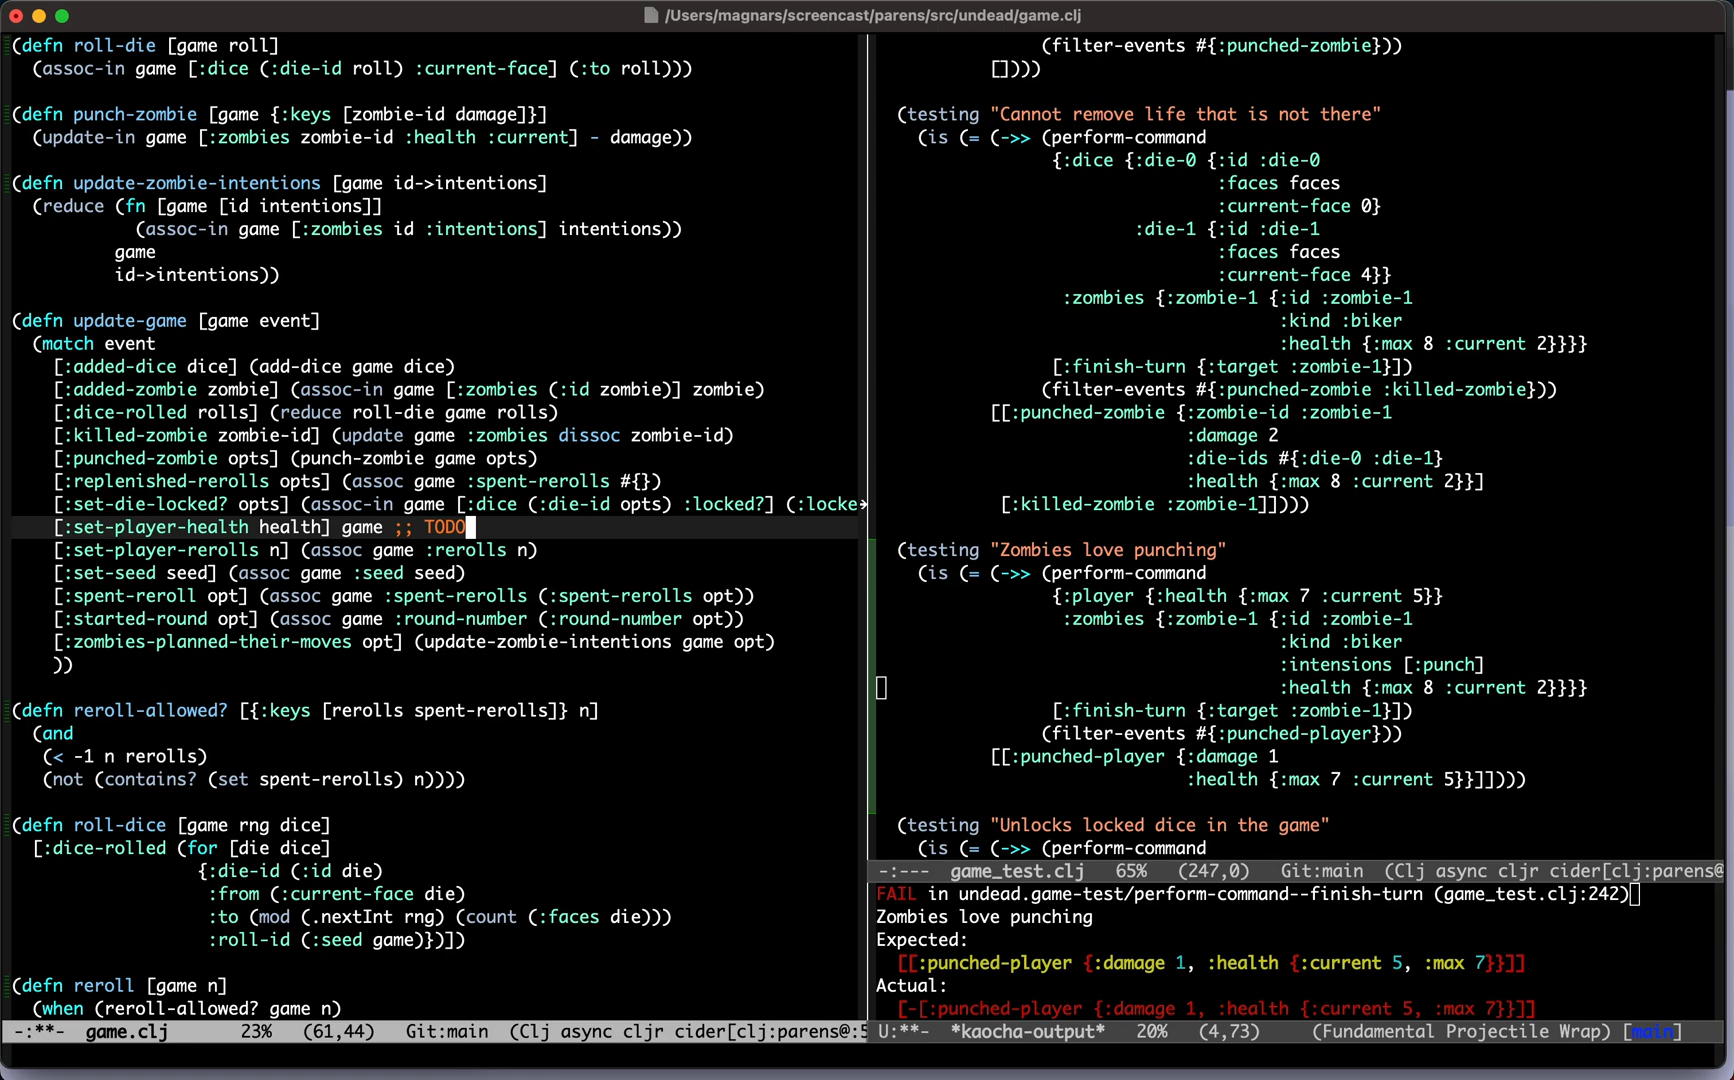 /Users/magnars/screencast/parens/src/undead/game.clj
(defn roll-die [game roll]
  (assoc-in game [:dice (:die-id roll) :current-face] (:to roll)))
(defn punch-zombie [game {:keys [zombie-id damage]}]
  (update-in game [:zombies zombie-id :health :current] - damage))
(defn update-zombie-intentions [game id->intentions]
  (reduce (fn [game [id intentions]]
            (assoc-in game [:zombies id :intentions] intentions))
          game
          id->intentions))
(defn update-game [game event]
  (match event
    [:added-dice dice] (add-dice game dice)
    [:added-zombie zombie] (assoc-in game [:zombies (:id zombie)] zombie)
    [:dice-rolled rolls] (reduce roll-die game rolls)
    [:killed-zombie zombie-id] (update game :zombies dissoc zombie-id)
    [:punched-zombie opts] (punch-zombie game opts)
    [:replenished-rerolls opts] (assoc game :spent-rerolls #{})
    [:set-die-locked? opts] (assoc-in game [:dice (:die-id opts) :locked?] (:locke
    [:set-player-health health] game ;; TODO
    [:set-player-rerolls n] (assoc game :rerolls n)
    [:set-seed seed] (assoc game :seed seed)
    [:spent-reroll opt] (assoc game :spent-rerolls (:spent-rerolls opt))
    [:started-round opt] (assoc game :round-number (:round-number opt))
    [:zombies-planned-their-moves opt] (update-zombie-intentions game opt)
    ))
(defn reroll-allowed? [{:keys [rerolls spent-rerolls]} n]
  (and
   (< -1 n rerolls)
   (not (contains? (set spent-rerolls) n))))
(defn roll-dice [game rng dice]
  [:dice-rolled (for [die dice]
                  {:die-id (:id die)
                   :from (:current-face die)
                   :to (mod (.nextInt rng) (count (:faces die)))
                   :roll-id (:seed game)})])
(defn reroll [game n]
  (when (reroll-allowed? game n)
-:**-  game.clj       23%   (61,44)   Git:main  (Clj async cljr cider[clj:parens@:5
(filter-events #{:punched-zombie}))
[])))
(testing "Cannot remove life that is not there"
  (is (= (->> (perform-command
               {:dice {:die-0 {:id :die-0
                               :faces faces
                               :current-face 0}
                       :die-1 {:id :die-1
                               :faces faces
                               :current-face 4}}
                :zombies {:zombie-1 {:id :zombie-1
                                     :kind :biker
                                     :health {:max 8 :current 2}}}}
               [:finish-turn {:target :zombie-1}])
              (filter-events #{:punched-zombie :killed-zombie}))
         [[:punched-zombie {:zombie-id :zombie-1
                            :damage 2
                            :die-ids #{:die-0 :die-1}
                            :health {:max 8 :current 2}}]
          [:killed-zombie :zombie-1]])))
(testing "Zombies love punching"
  (is (= (->> (perform-command
               {:player {:health {:max 7 :current 5}}
                :zombies {:zombie-1 {:id :zombie-1
                                     :kind :biker
                                     :intensions [:punch]
                                     :health {:max 8 :current 2}}}}
               [:finish-turn {:target :zombie-1}])
              (filter-events #{:punched-player}))
         [[:punched-player {:damage 1
                            :health {:max 7 :current 5}}]])))
(testing "Unlocks locked dice in the game"
  (is (= (->> (perform-command
-:---  game_test.clj   65%   (247,0)   Git:main  (Clj async cljr cider[clj:parens@
FAIL in undead.game-test/perform-command--finish-turn (game_test.clj:242)
Zombies love punching
Expected:
  [[:punched-player {:damage 1, :health {:current 5, :max 7}}]]
Actual:
  [-[:punched-player {:damage 1, :health {:current 5, :max 7}}]]
U:**-  *kaocha-output*   20%   (4,73)     (Fundamental Projectile Wrap) [main]